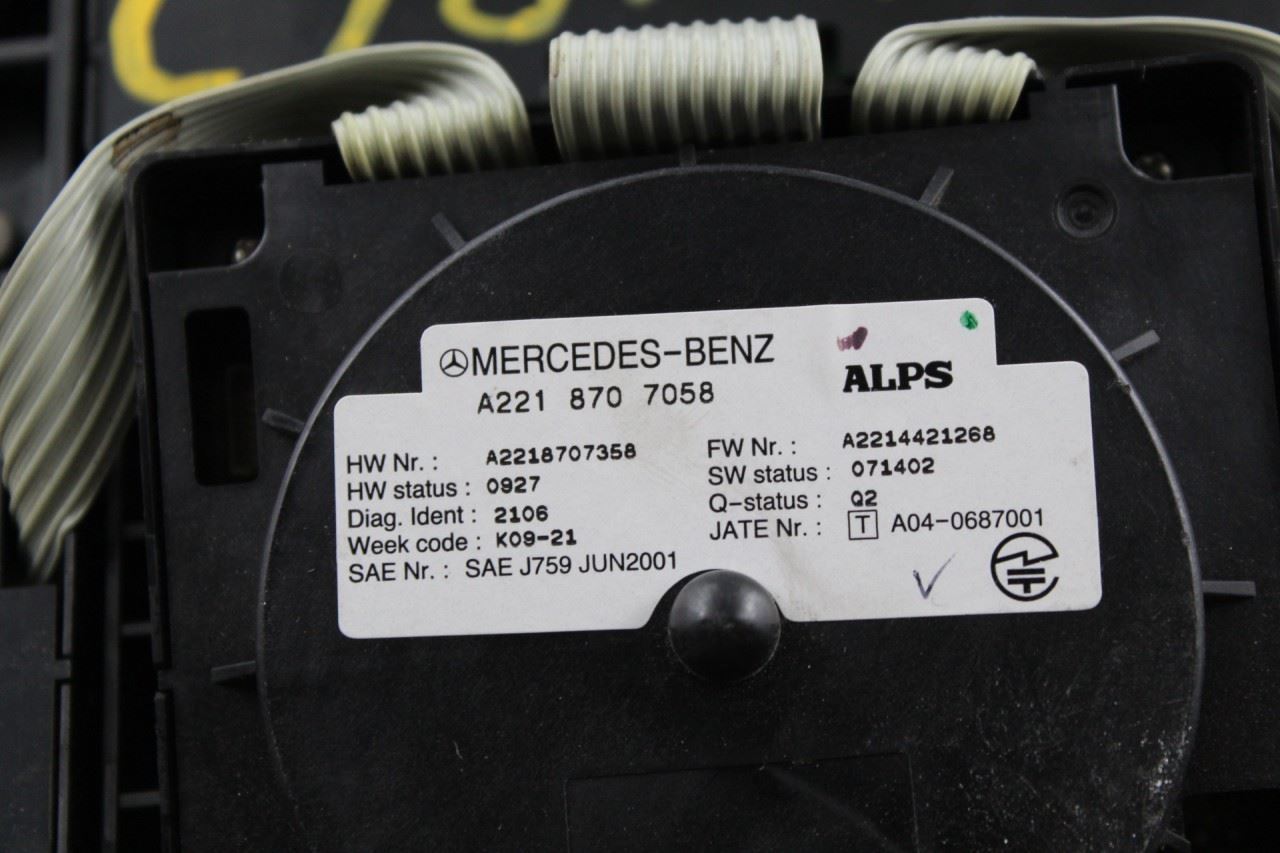 MERCEDES-BENZ
A221 870 7058
ALPS
HW Nr. : A2218707358
HW status : 0927
Diag. Ident : 2106
Week code : K09-21
SAE Nr. : SAE J759 JUN2001
FW Nr. : A2214421268
SW status : 071402
Q-status : Q2
JATE Nr. : T A04-0687001